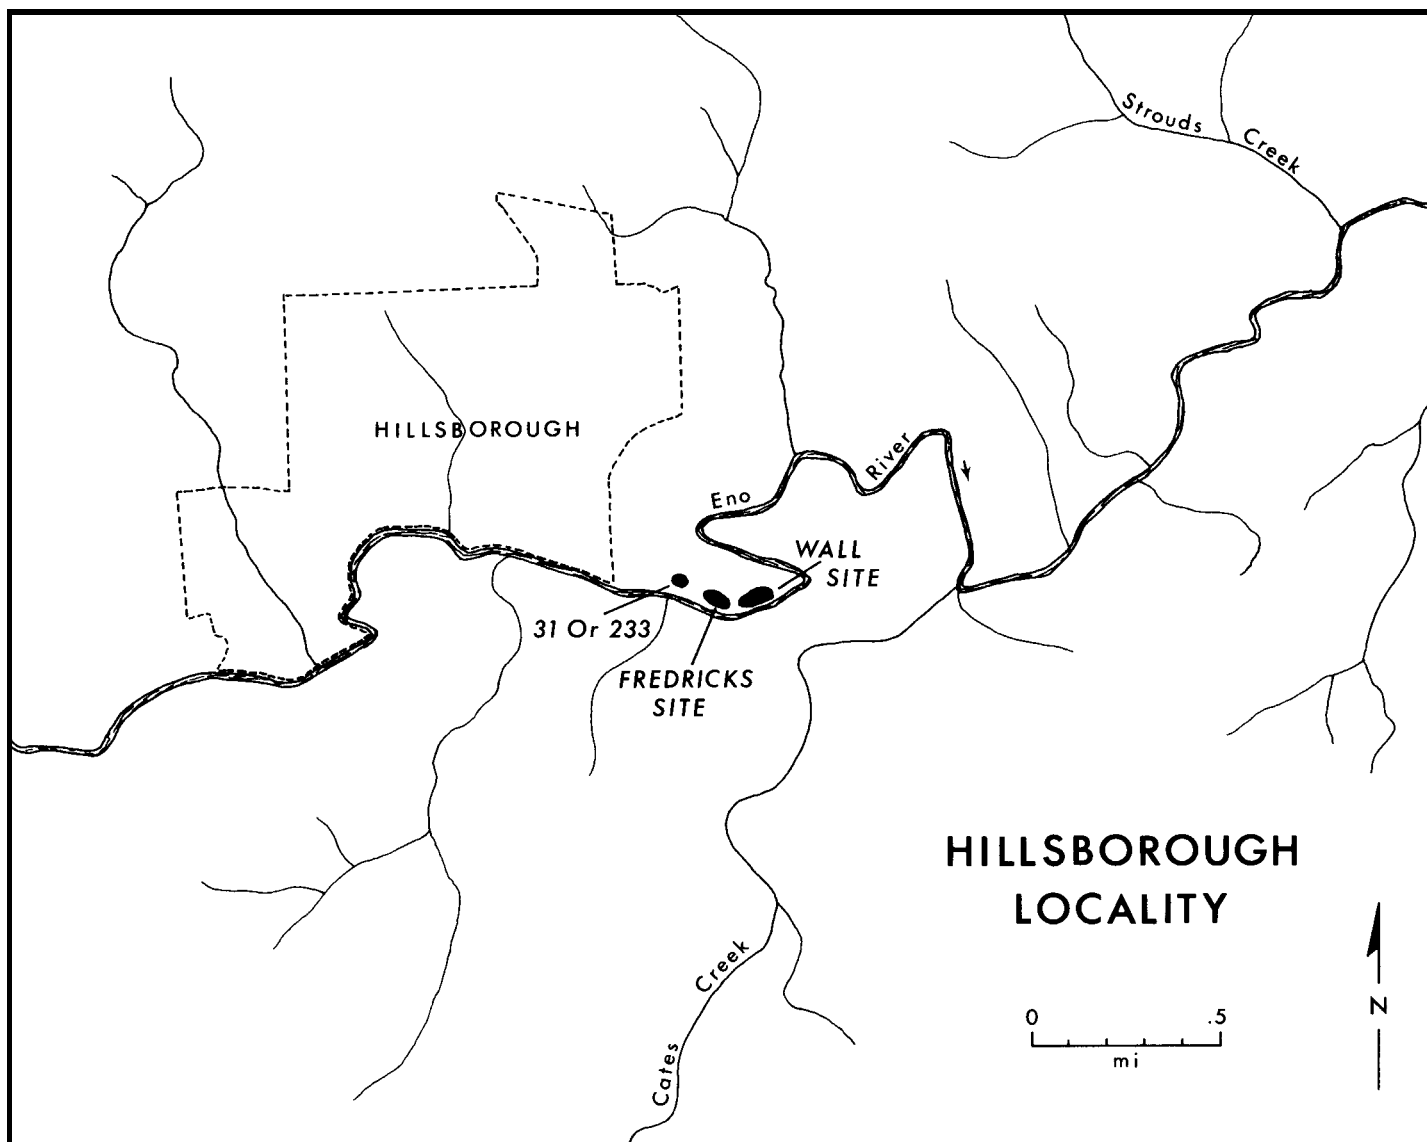 Strouds
Creek
HILLSBOROUGH
River
Eno
WALL
SITE
31 Or 233
FREDRICKS
SITE
HILLSBOROUGH
LOCALITY
Creek
Cates
N
0 .5
mi